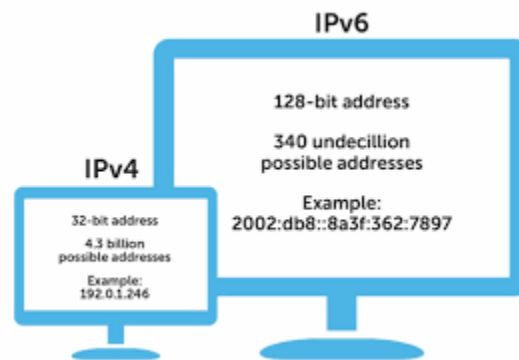 IPv6
128-bit address
340 undecillion
possible addresses
Example:
2002:db8::8a3f:362:7897
IPv4
32-bit address
4.3 billion
possible addresses
Example:
192.0.1.246